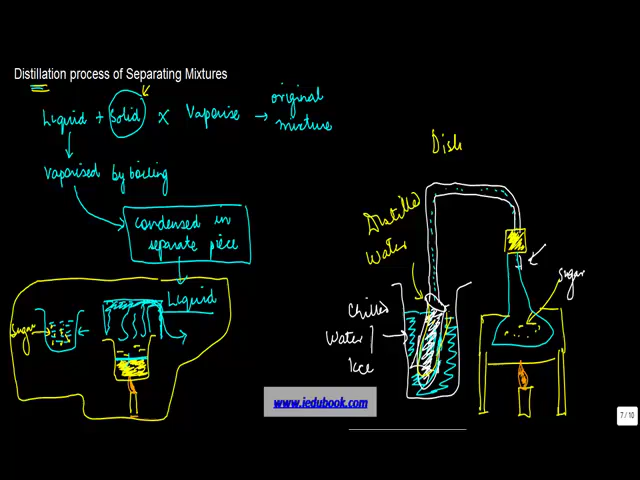 Distillation process of Separating Mixtures
Liquid + Solid x Vaporise → original mixture
Vaporised by boiling
condensed in
separate piece
Liquid
Sugar
Dish
Distilled
Water
Chilled
Water /
Ice
Sugar
www.iedubook.com
7 / 10